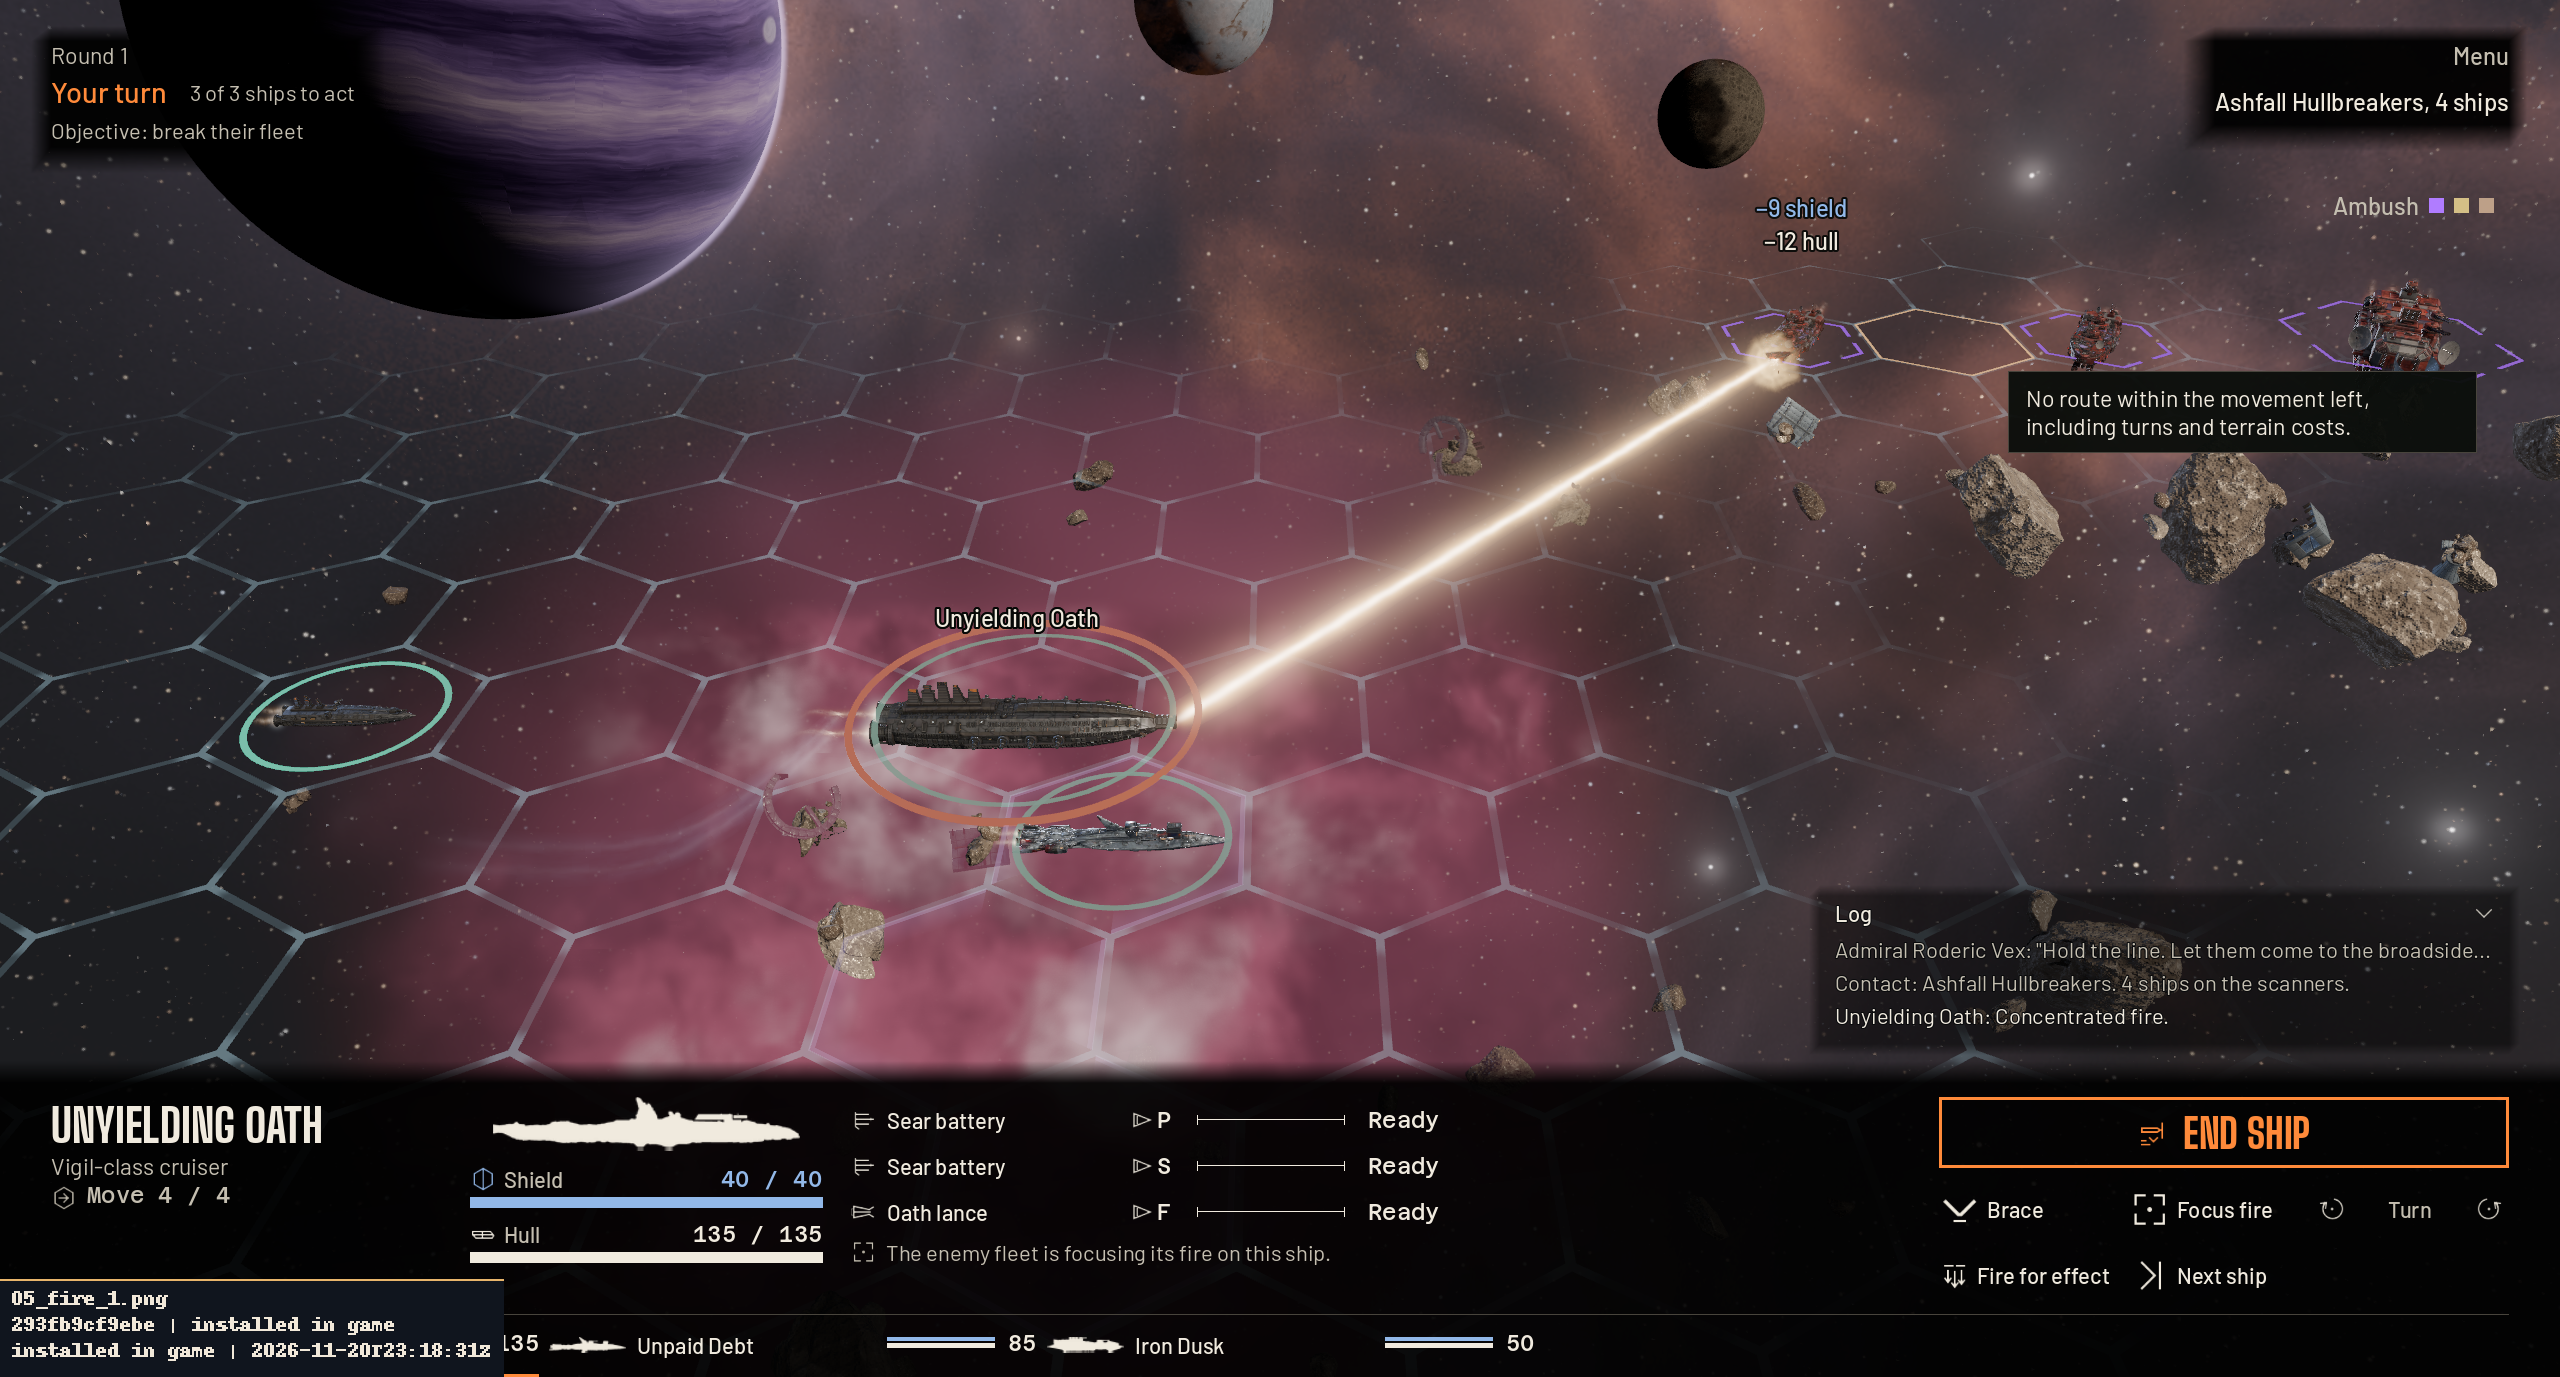 Round 1
Your turn 3 of 3 ships to act
Objective: break their fleet
Menu
Ashfall Hullbreakers, 4 ships
Ambush
−9 shield
−12 hull
No route within the movement left,
including turns and terrain costs.
Unyielding Oath
Log
Admiral Roderic Vex: "Hold the line. Let them come to the broadside...
Contact: Ashfall Hullbreakers. 4 ships on the scanners.
Unyielding Oath: Concentrated fire.
UNYIELDING OATH
Vigil-class cruiser
Move 4 / 4
Shield 40 / 40
Hull 135 / 135
Sear battery P Ready
Sear battery S Ready
Oath lance F Ready
The enemy fleet is focusing its fire on this ship.
END SHIP
Brace Focus fire Turn
Fire for effect Next ship
05_fire_1.png
293fb9cf9ebe | installed in game
installed in game | 2026-11-20T23:18:31Z
135 Unpaid Debt 85 Iron Dusk 50